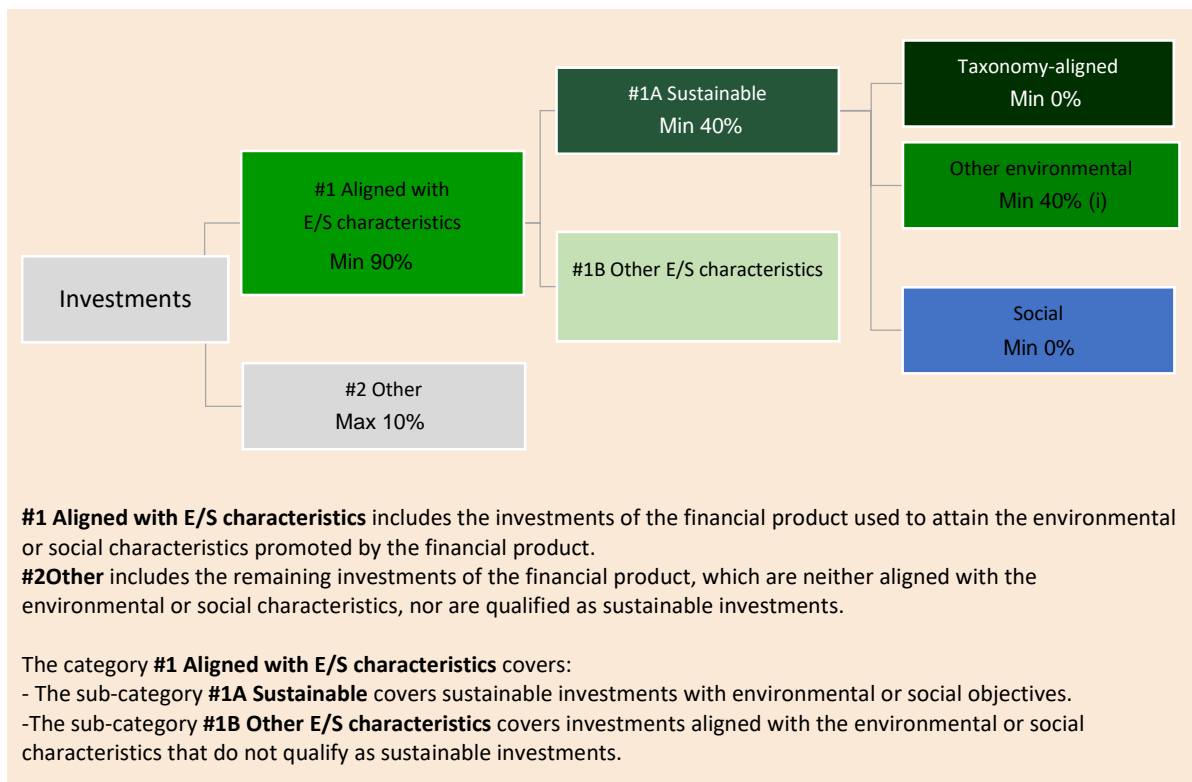 Taxonomy-aligned
Min 0%
#1A Sustainable
Min 40%
Other environmental
Min 40% (i)
#1 Aligned with
E/S characteristics
Min 90%
#1B Other E/S characteristics
Investments
Social
Min 0%
#2 Other
Max 10%
#1 Aligned with E/S characteristics includes the investments of the financial product used to attain the environmental
or social characteristics promoted by the financial product.
#2Other includes the remaining investments of the financial product, which are neither aligned with the
environmental or social characteristics, nor are qualified as sustainable investments.
The category #1 Aligned with E/S characteristics covers:
- The sub-category #1A Sustainable covers sustainable investments with environmental or social objectives.
-The sub-category #1B Other E/S characteristics covers investments aligned with the environmental or social
characteristics that do not qualify as sustainable investments.